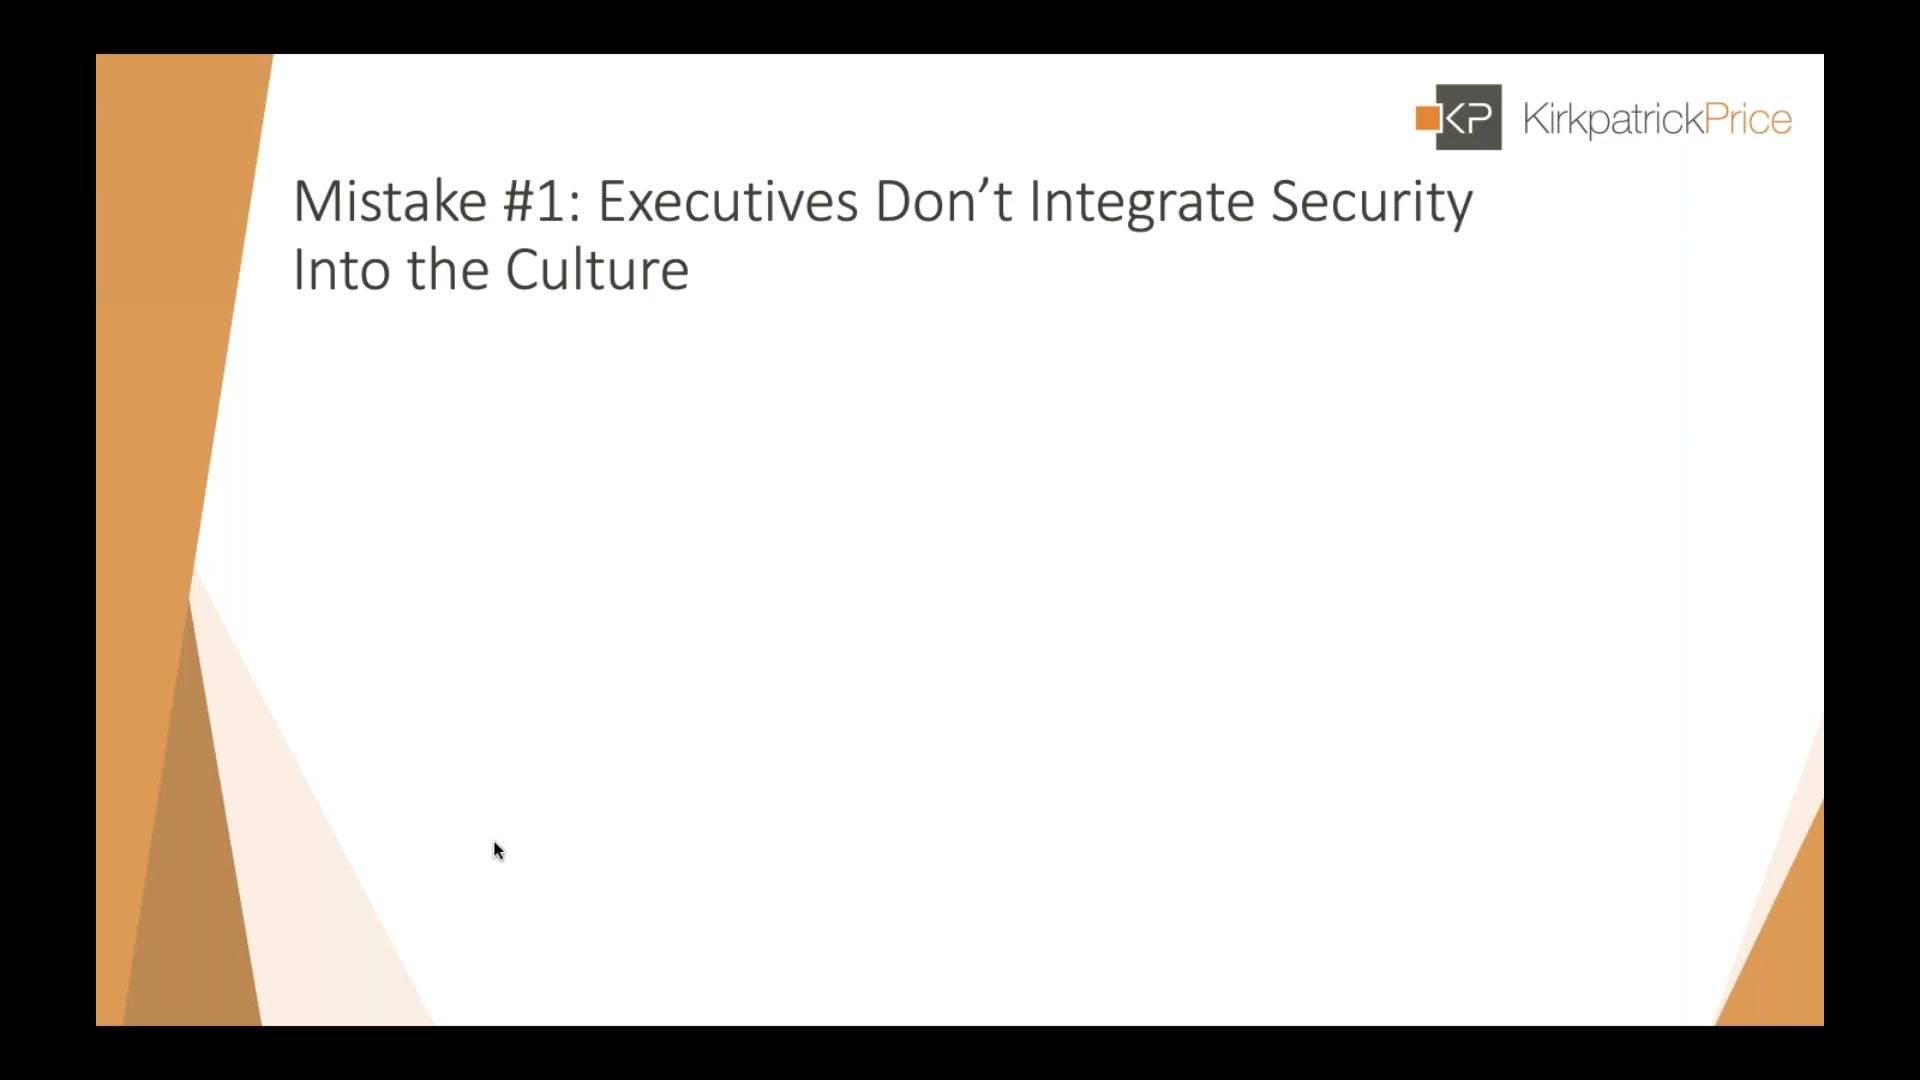 KP KirkpatrickPrice
Mistake #1: Executives Don’t Integrate Security
Into the Culture